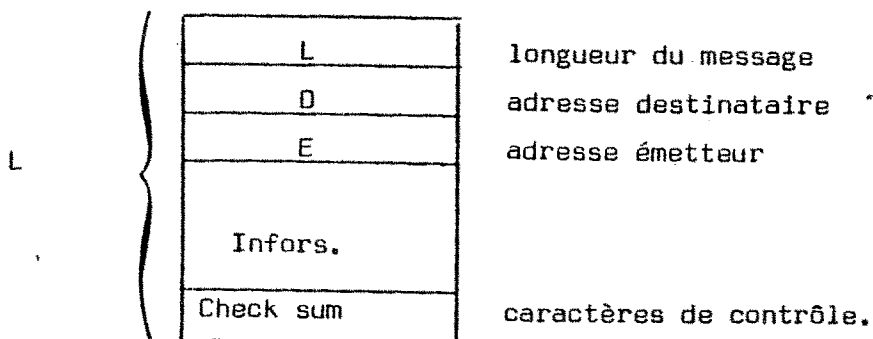 L longueur du message
D adresse destinataire
E adresse émetteur
L
Infors.
Check sum caractères de contrôle.